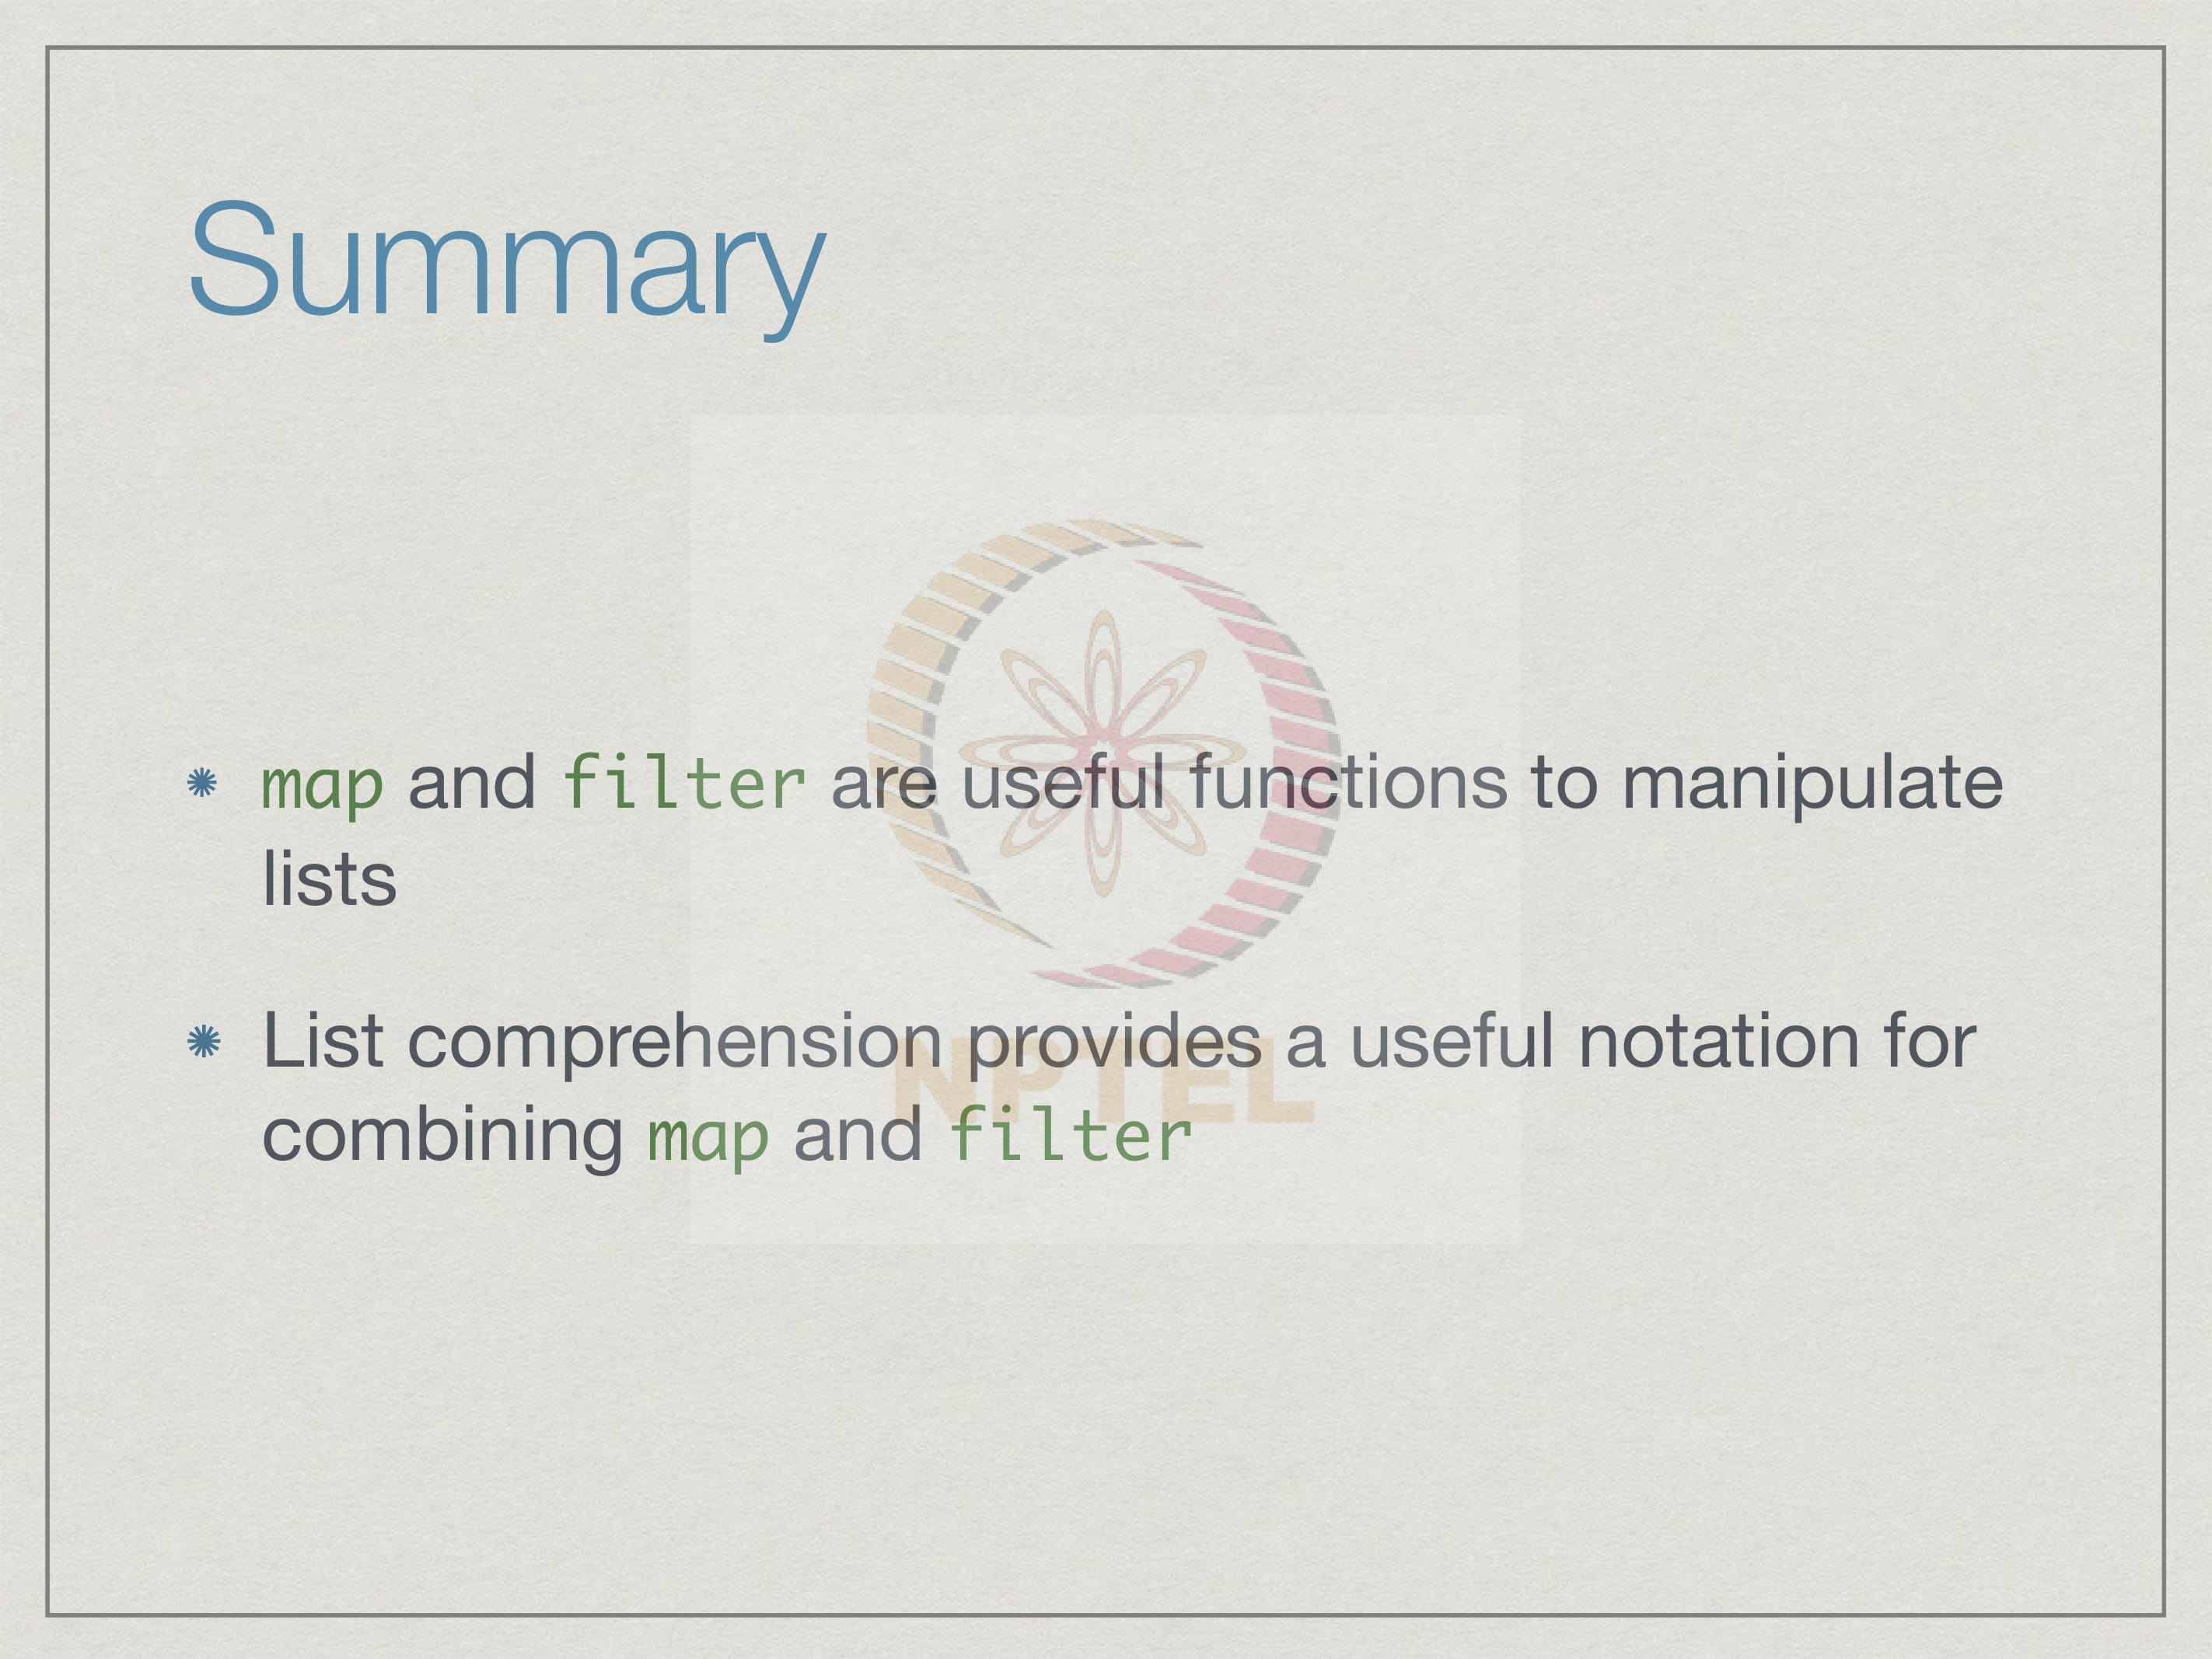 Summary
map and filter are useful functions to manipulate
lists
List comprehension provides a useful notation for
combining map and filter
NPTEL